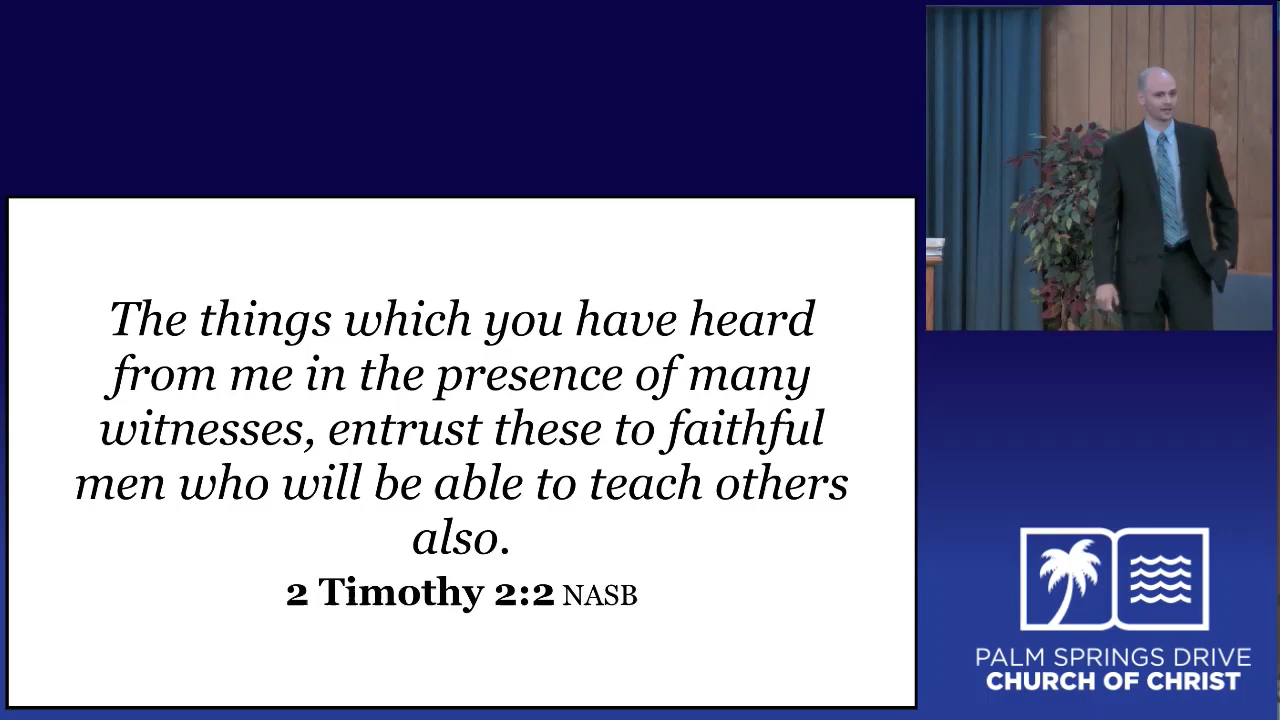 The things which you have heard
from me in the presence of many
witnesses, entrust these to faithful
men who will be able to teach others
also.
2 Timothy 2:2 NASB
PALM SPRINGS DRIVE
CHURCH OF CHRIST